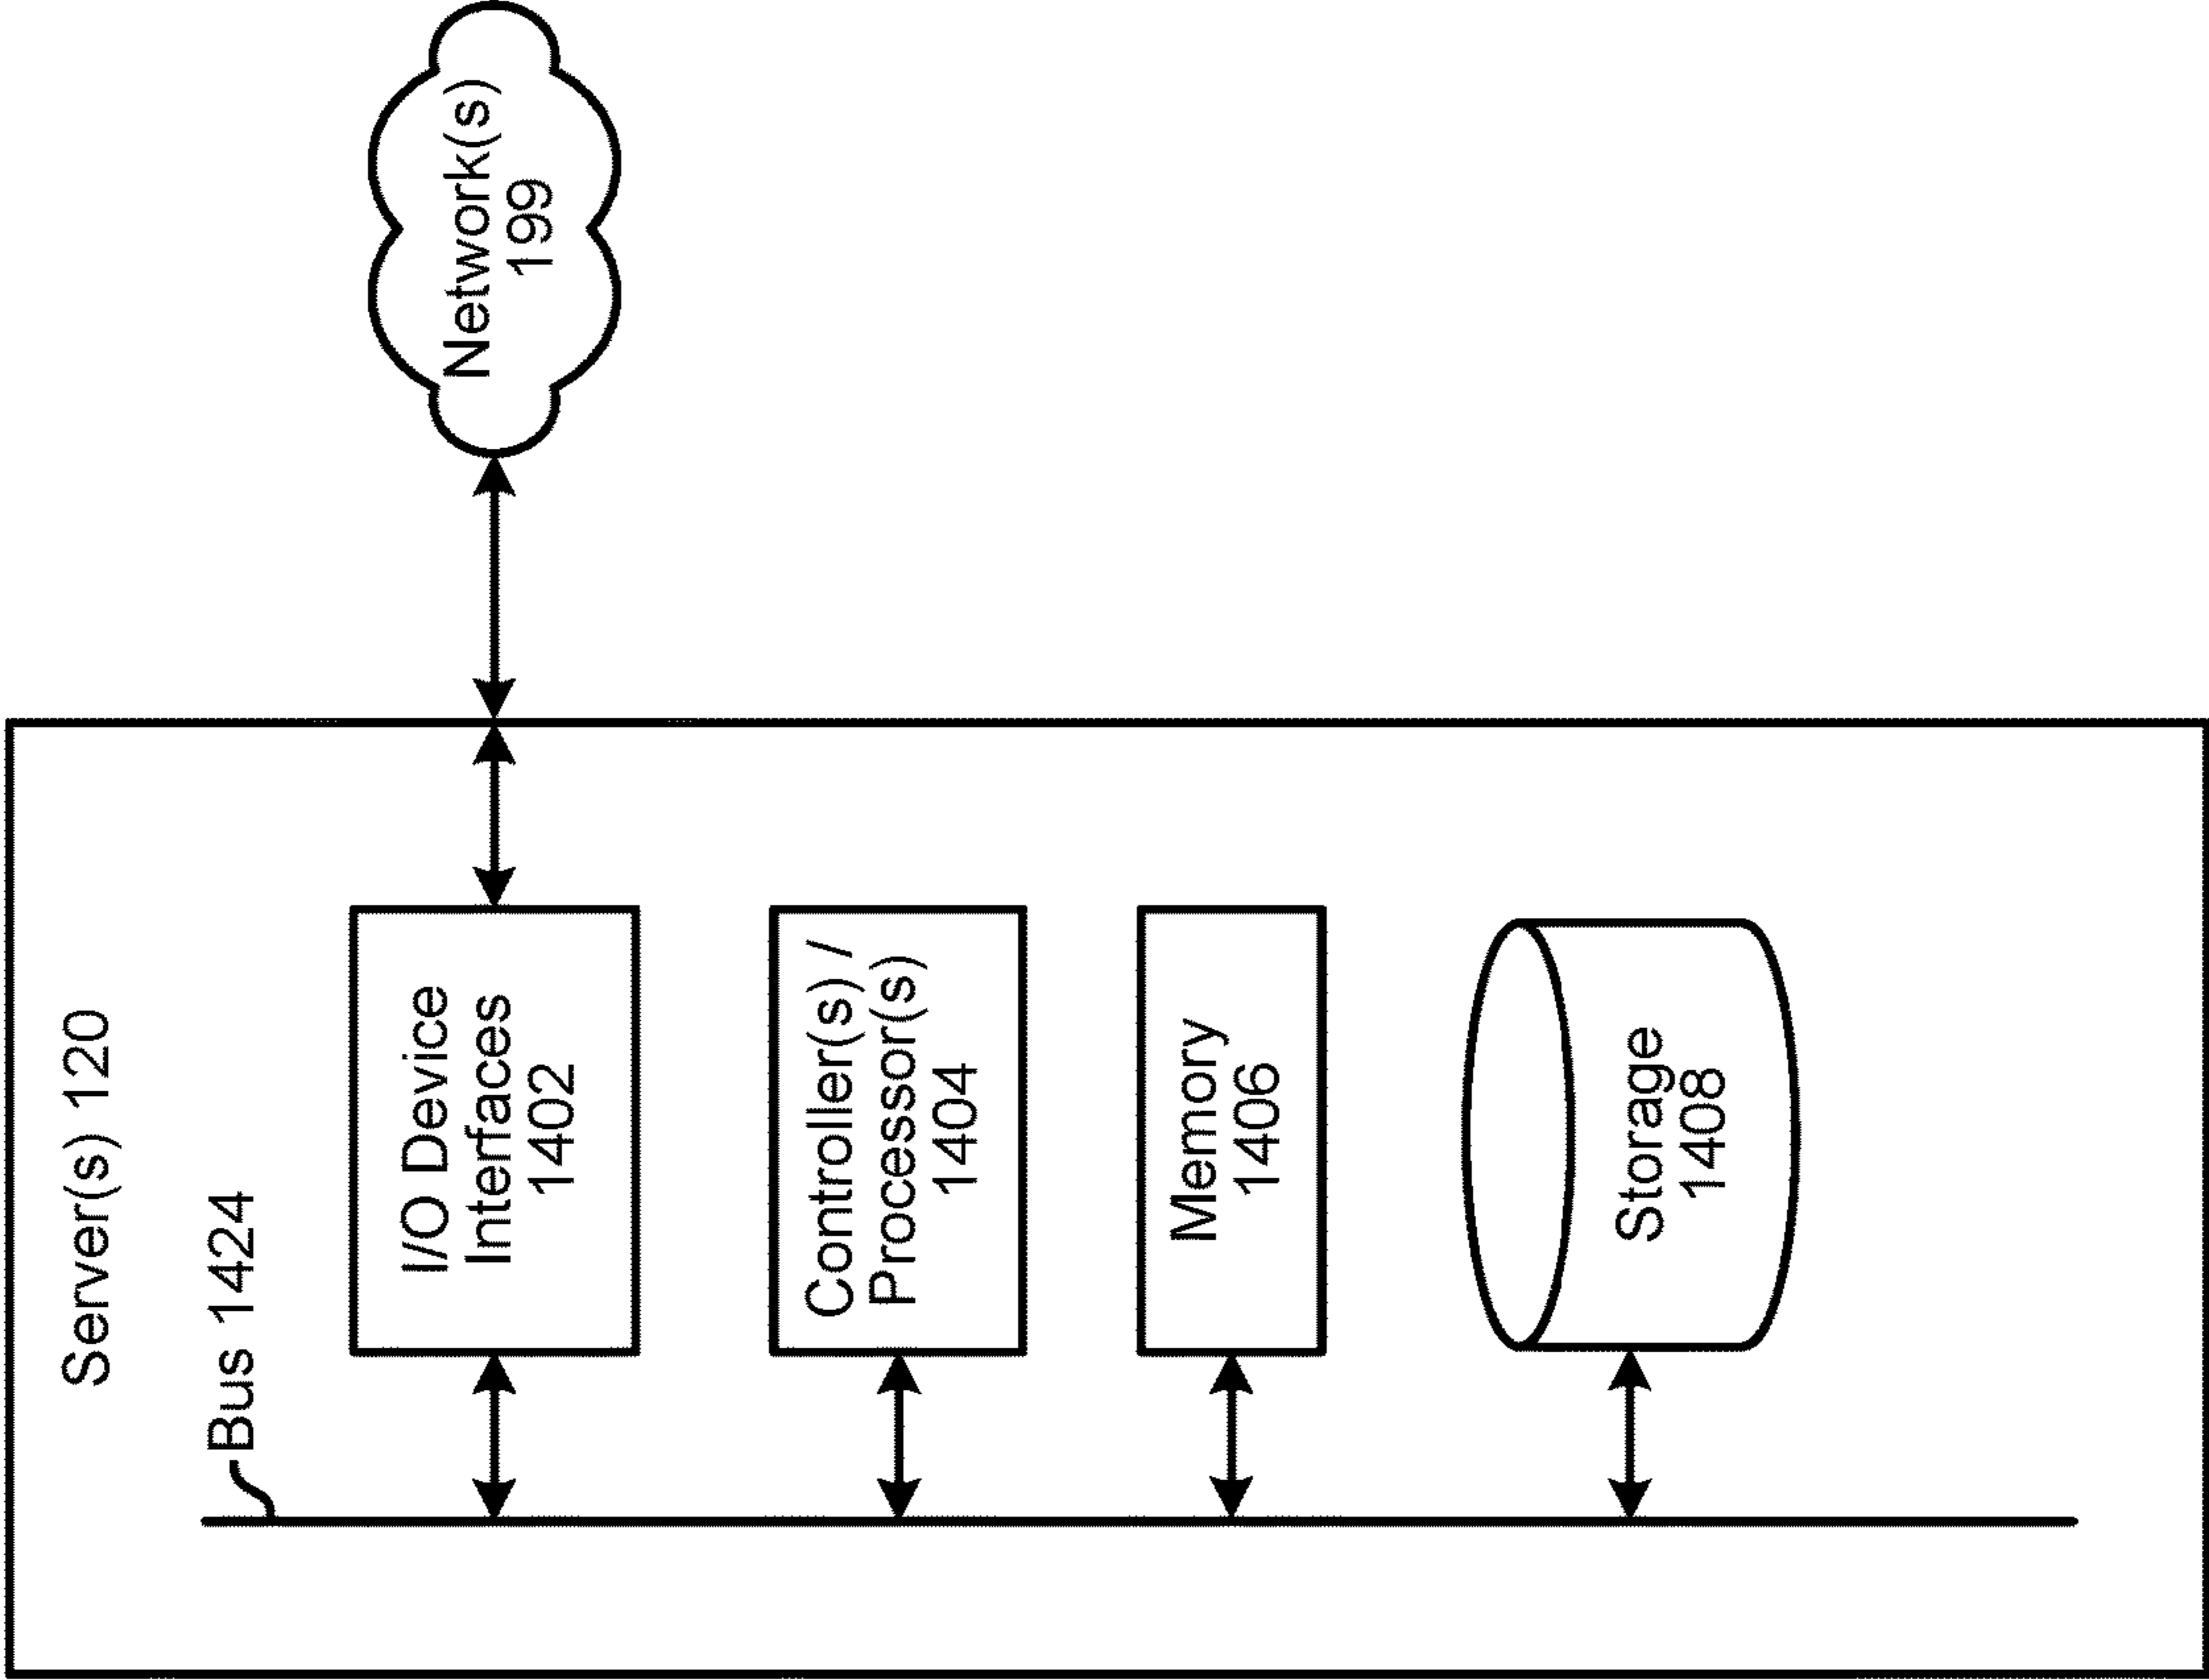 Server(s) 120
Bus 1424
I/O Device
Interfaces
1402
Network(s)
199
Controller(s) /
Processor(s)
1404
Memory
1406
Storage
1408